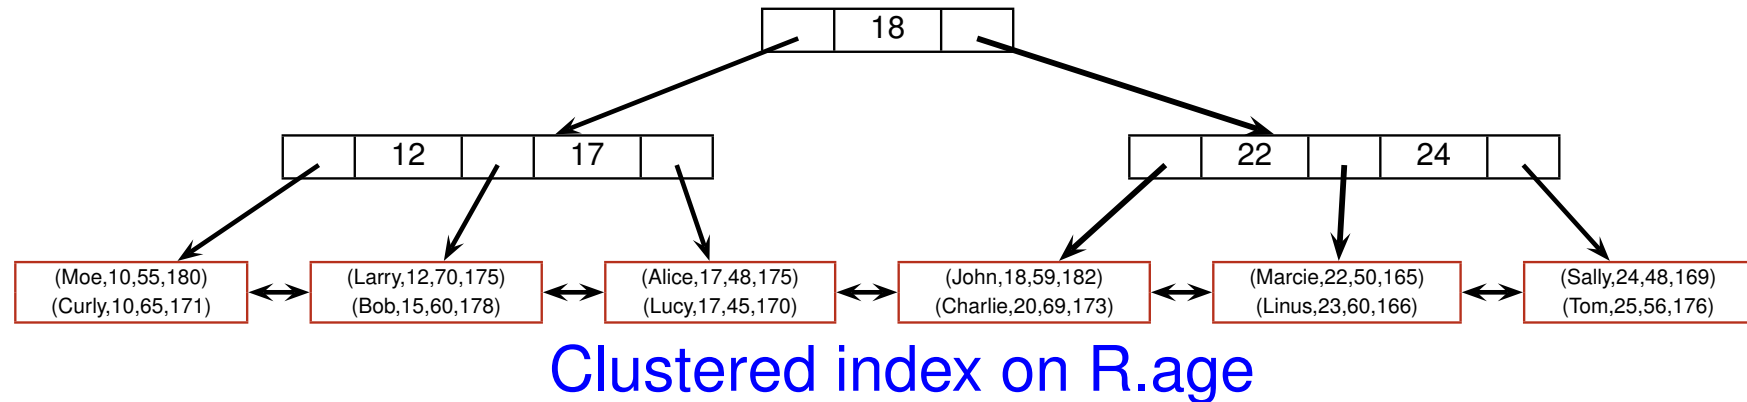 18
12 17 22 24
(Moe,10,55,180) (Larry,12,70,175) (Alice,17,48,175) (John,18,59,182) (Marcie,22,50,165) (Sally,24,48,169)
(Curly,10,65,171) (Bob,15,60,178) (Lucy,17,45,170) (Charlie,20,69,173) (Linus,23,60,166) (Tom,25,56,176)
Clustered index on R.age